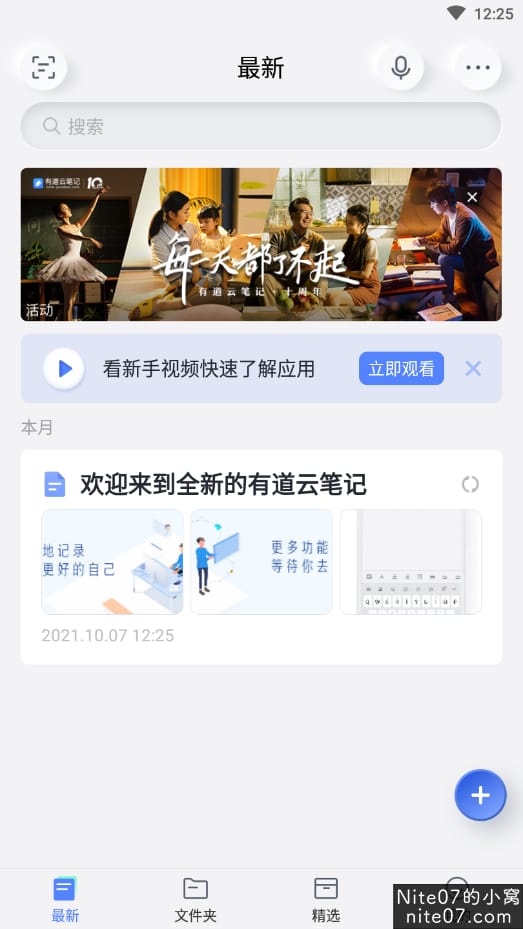 12:25
最新
搜索
有道云笔记
每一天都了不起
有道云笔记·十周年
活动
看新手视频快速了解应用
立即观看
本月
欢迎来到全新的有道云笔记
地记录
更好的自己
更多功能
等待你去
2021.10.07 12:25
最新
文件夹
精选
Nite07的小窝
nite07.com